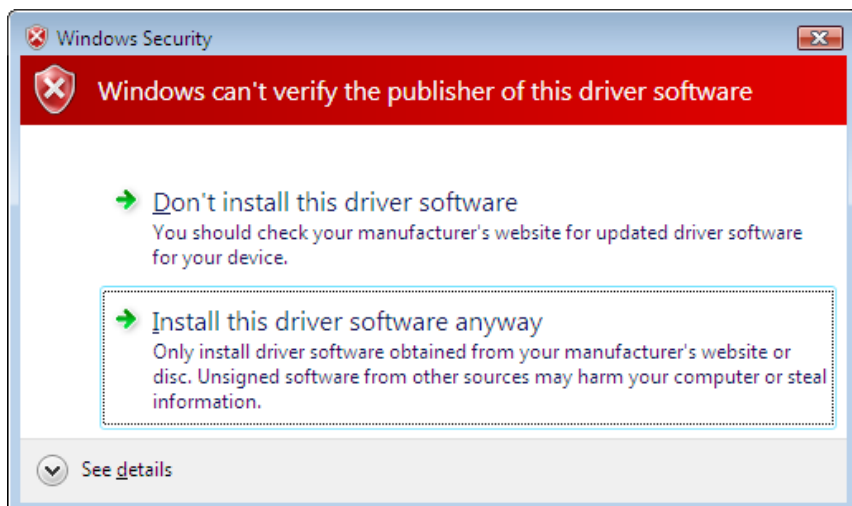 Windows Security
Windows can't verify the publisher of this driver software
Don't install this driver software
You should check your manufacturer's website for updated driver software
for your device.
Install this driver software anyway
Only install driver software obtained from your manufacturer's website or
disc. Unsigned software from other sources may harm your computer or steal
information.
See details